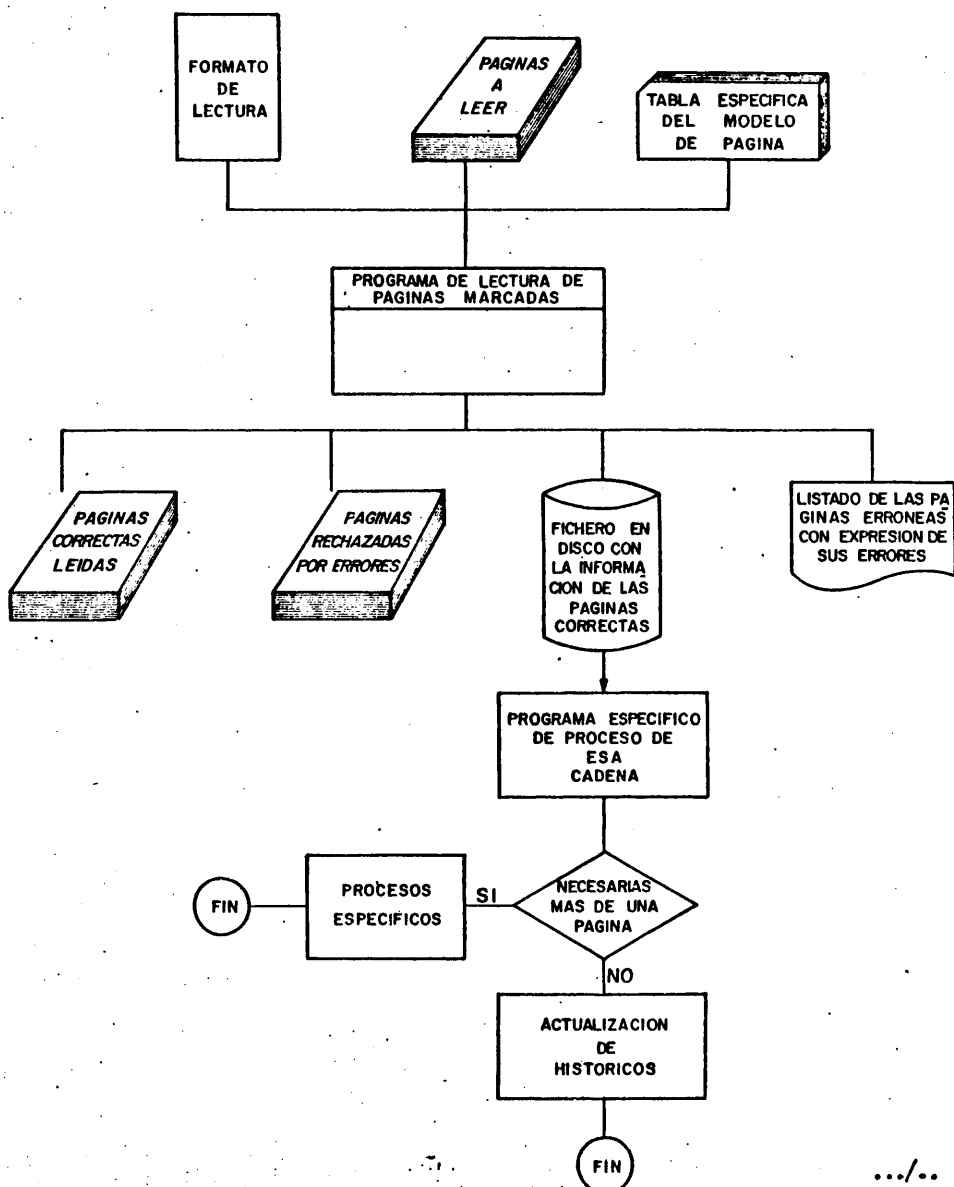 FORMATO
DE
LECTURA
PAGINAS
A
LEER
TABLA ESPECIFICA
DEL MODELO
DE PAGINA
PROGRAMA DE LECTURA DE
PAGINAS MARCADAS
PAGINAS
CORRECTAS
LEIDAS
PAGINAS
RECHAZADAS
POR ERRORES
FICHERO EN
DISCO CON
LA INFORMA
CION DE LAS
PAGINAS
CORRECTAS
LISTADO DE LAS PA
GINAS ERRONEAS
CON EXPRESION DE
SUS ERRORES
PROGRAMA ESPECIFICO
DE PROCESO DE
ESA
CADENA
NECESARIAS
MAS DE UNA
PAGINA
SI
PROCESOS
ESPECIFICOS
FIN
NO
ACTUALIZACION
DE
HISTORICOS
FIN
.../..